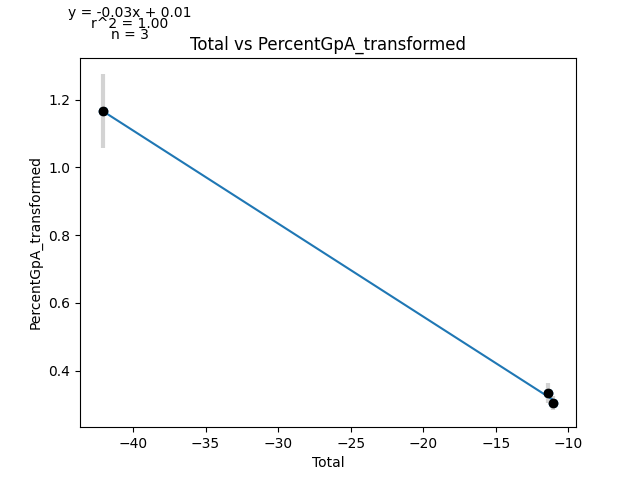 y = -0.03x + 0.01
r^2 = 1.00
n = 3
Total vs PercentGpA_transformed
PercentGpA_transformed
1.2
1.0
0.8
0.6
0.4
−40
−35
−30
−25
−20
−15
−10
Total